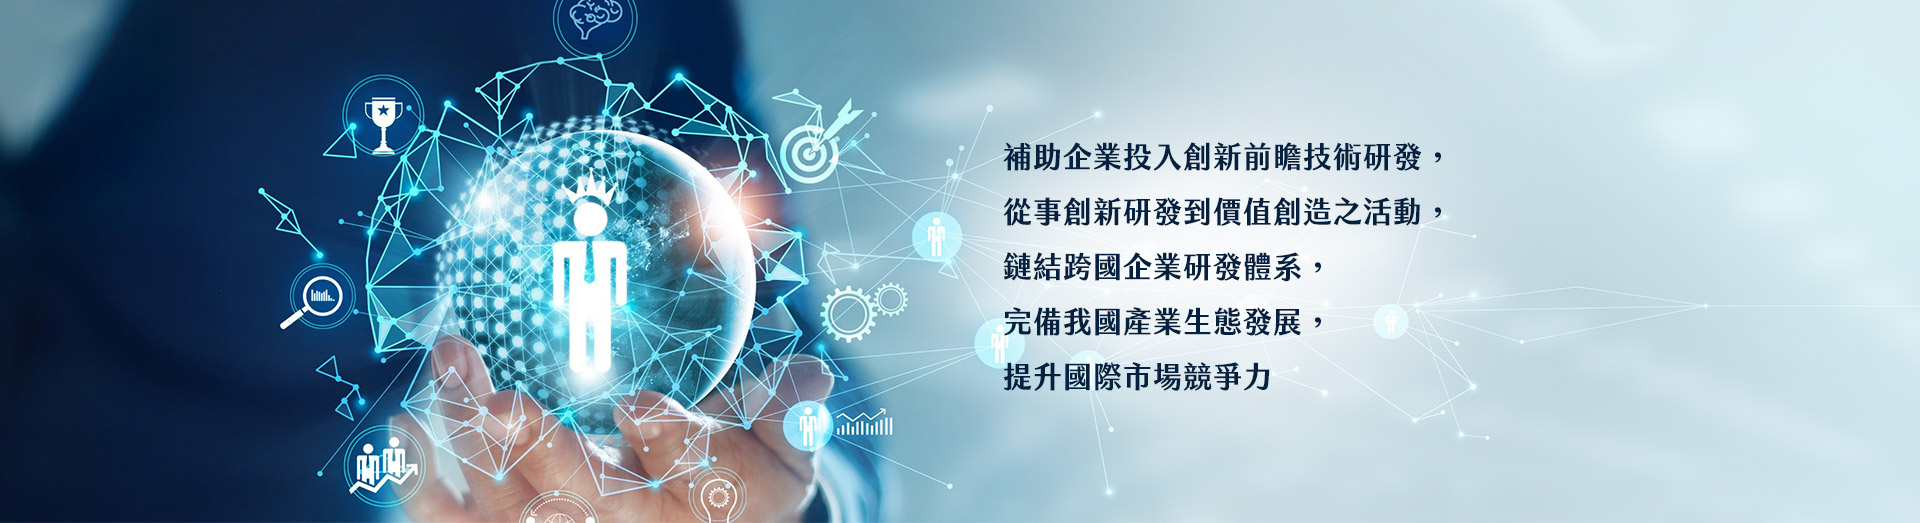 補助企業投入創新前瞻技術研發，
從事創新研發到價值創造之活動，
鏈結跨國企業研發體系，
完備我國產業生態發展，
提升國際市場競爭力